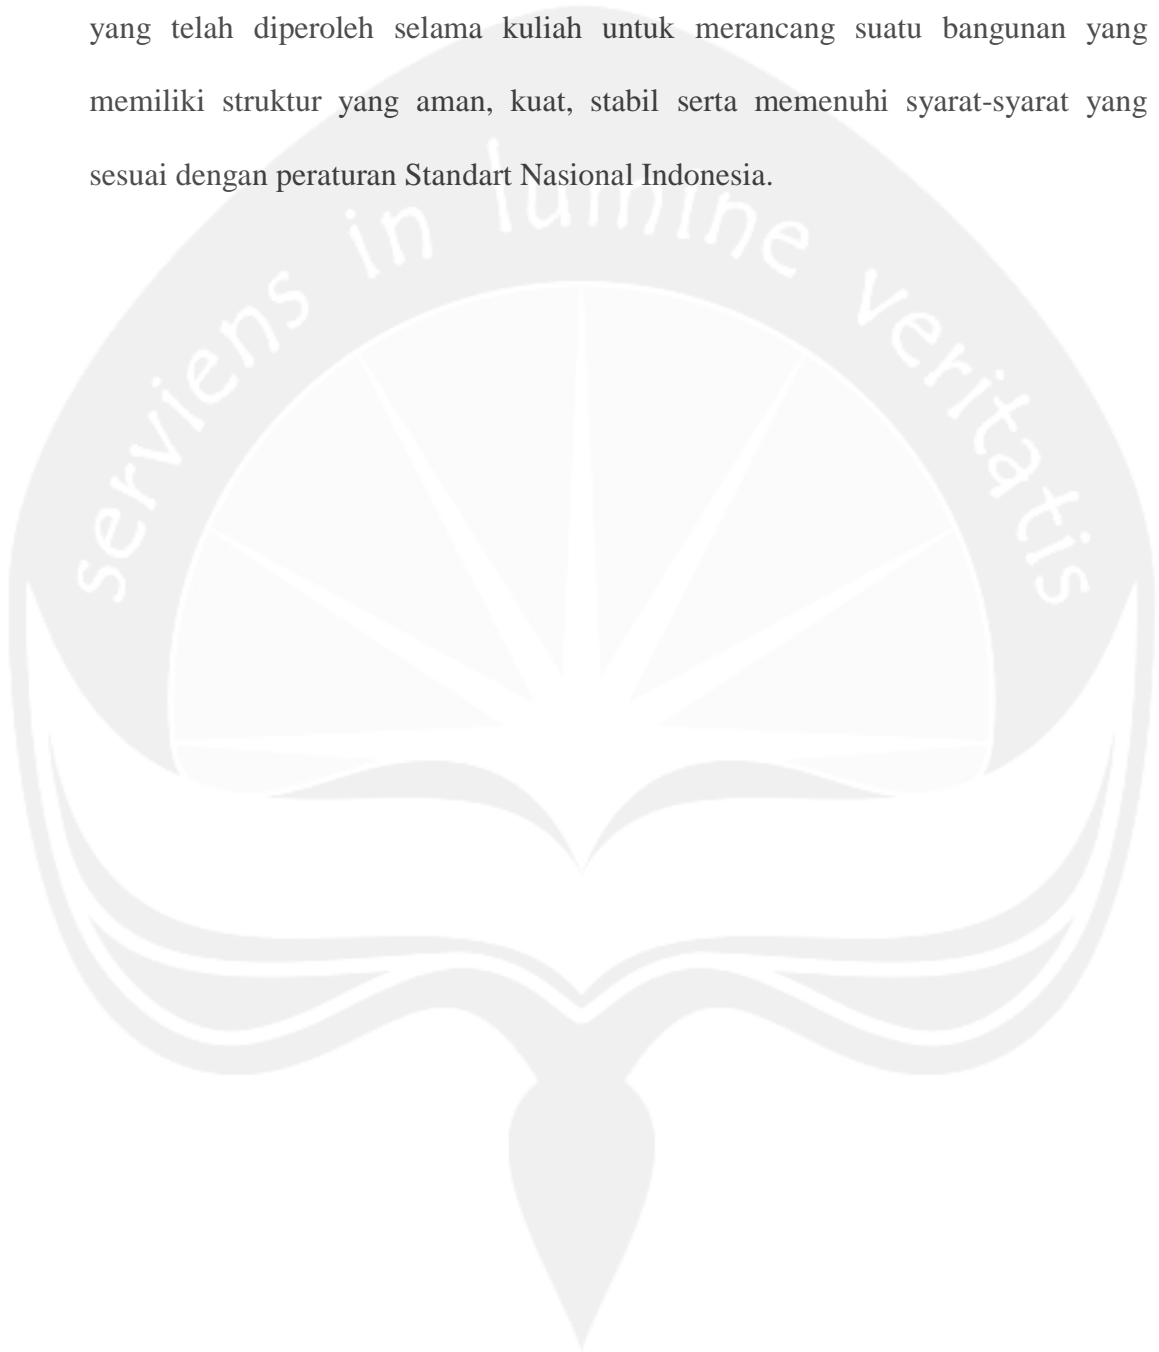 yang telah diperoleh selama kuliah untuk merancang suatu bangunan yang
memiliki struktur yang aman, kuat, stabil serta memenuhi syarat-syarat yang
sesuai dengan peraturan Standart Nasional Indonesia.
serviens in lumine veritatis